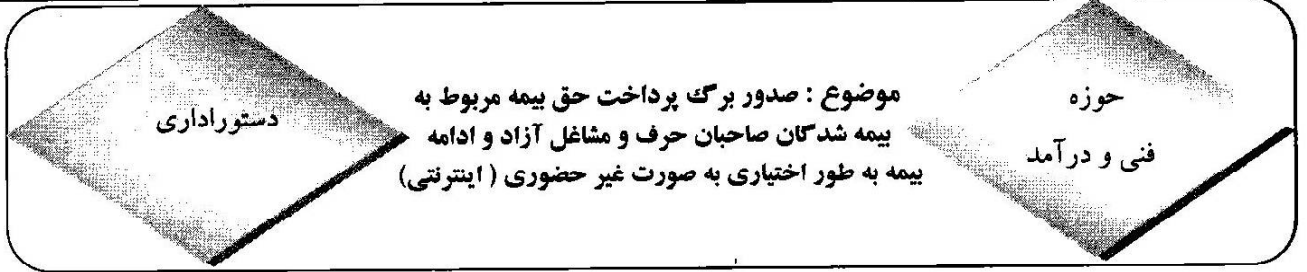 حوزه
فنی و درآمد
موضوع : صدور برگ پرداخت حق بیمه مربوط به
بیمه شدگان صاحبان حرف و مشاغل آزاد و ادامه
بیمه به طور اختیاری به صورت غیر حضوری ( اینترنتی)
دستوراداری